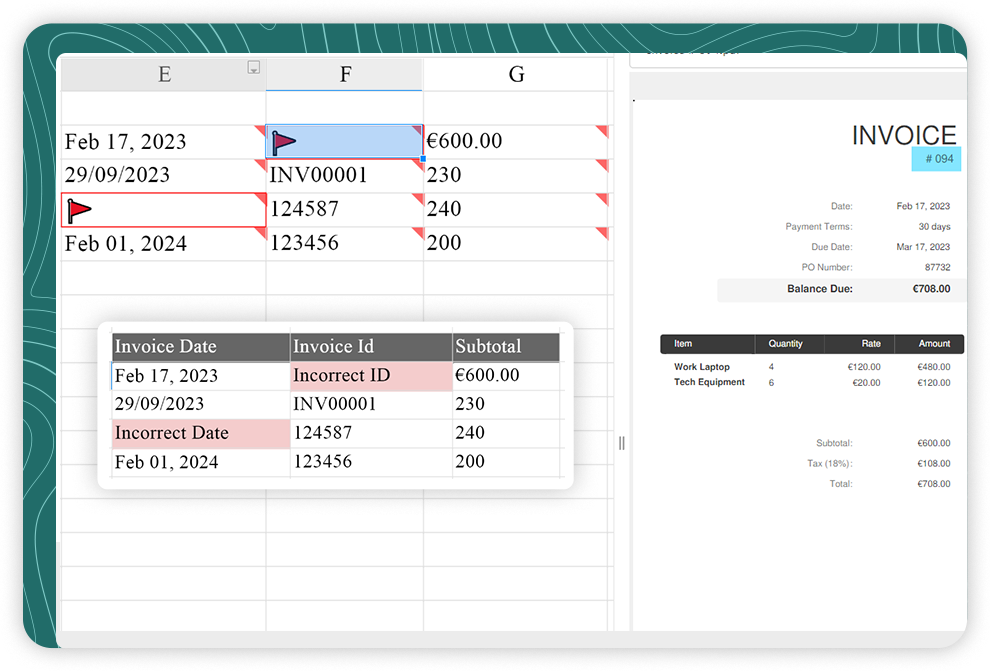 E F G
Feb 17, 2023 €600.00
29/09/2023 INV00001 230
124587 240
Feb 01, 2024 123456 200
Invoice Date Invoice Id Subtotal
Feb 17, 2023 Incorrect ID €600.00
29/09/2023 INV00001 230
Incorrect Date 124587 240
Feb 01, 2024 123456 200
INVOICE
# 094
Date: Feb 17, 2023
Payment Terms: 30 days
Due Date: Mar 17, 2023
PO Number: 87732
Balance Due: €708.00
Item Quantity Rate Amount
Work Laptop 4 €120.00 €480.00
Tech Equipment 6 €20.00 €120.00
Subtotal: €600.00
Tax (18%): €108.00
Total: €708.00